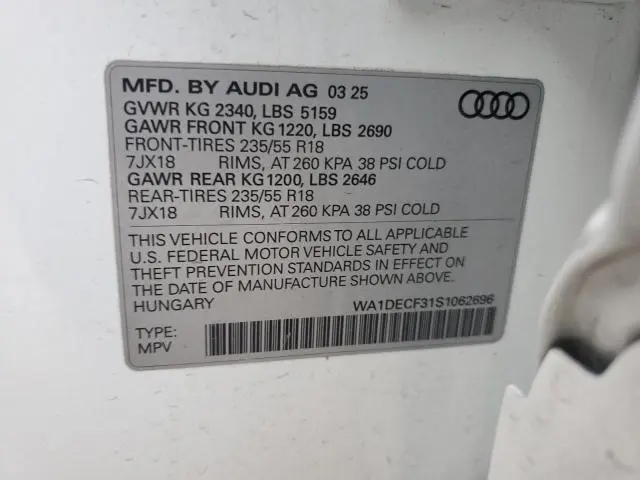 MFD. BY AUDI AG 03 25
GVWR KG 2340, LBS 5159
GAWR FRONT KG 1220, LBS 2690
FRONT-TIRES 235/55 R18
7JX18 RIMS, AT 260 KPA 38 PSI COLD
GAWR REAR KG 1200, LBS 2646
REAR-TIRES 235/55 R18
7JX18 RIMS, AT 260 KPA 38 PSI COLD
THIS VEHICLE CONFORMS TO ALL APPLICABLE
U.S. FEDERAL MOTOR VEHICLE SAFETY AND
THEFT PREVENTION STANDARDS IN EFFECT ON
THE DATE OF MANUFACTURE SHOWN ABOVE.
HUNGARY WA1DECF31S1062696
TYPE:
MPV